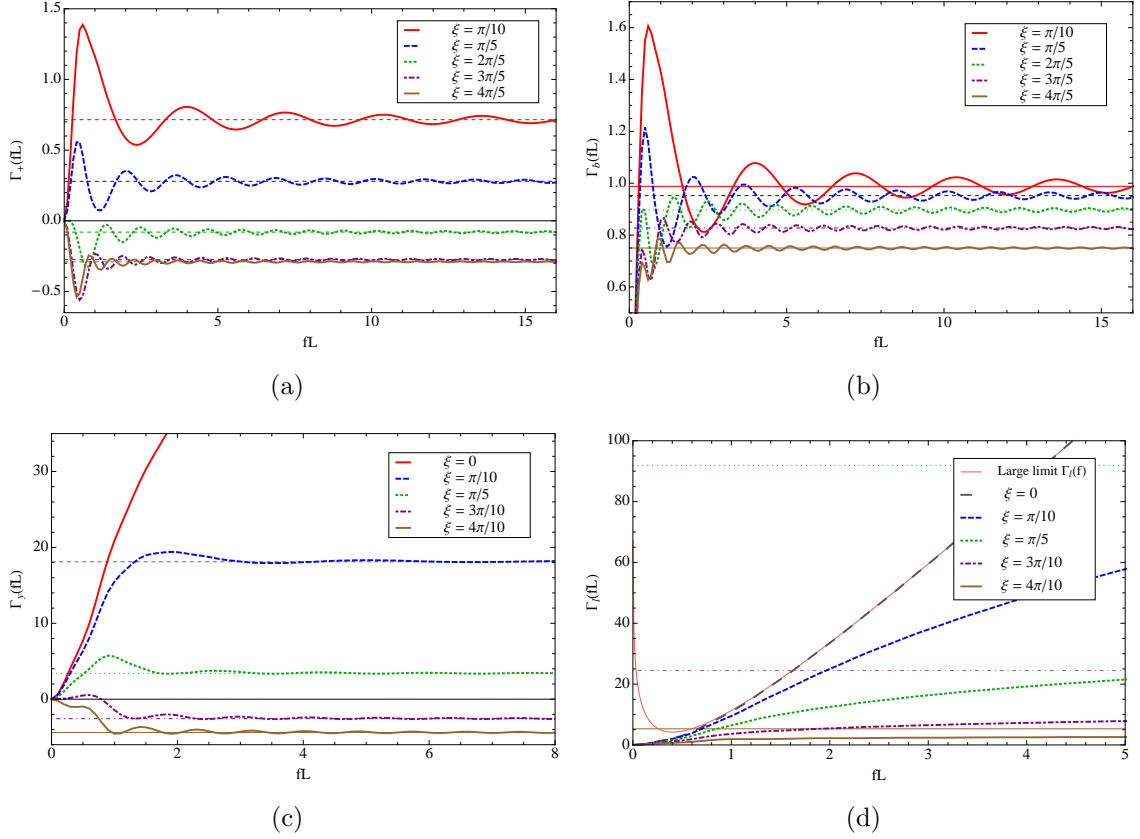 ξ = π/10
ξ = π/5
ξ = 2π/5
ξ = 3π/5
ξ = 4π/5
1.5
1.0
0.5
0.0
−0.5
0
5
10
15
Γ+(fL)
fL
(a)
ξ = π/10
ξ = π/5
ξ = 2π/5
ξ = 3π/5
ξ = 4π/5
1.6
1.4
1.2
1.0
0.8
0.6
0
5
10
15
Γb(fL)
fL
(b)
ξ = 0
ξ = π/10
ξ = π/5
ξ = 3π/10
ξ = 4π/10
30
20
10
0
0
2
4
6
8
Γy(fL)
fL
(c)
Large limit Γl(f)
ξ = 0
ξ = π/10
ξ = π/5
ξ = 3π/10
ξ = 4π/10
100
80
60
40
20
0
0
1
2
3
4
5
Γl(fL)
fL
(d)